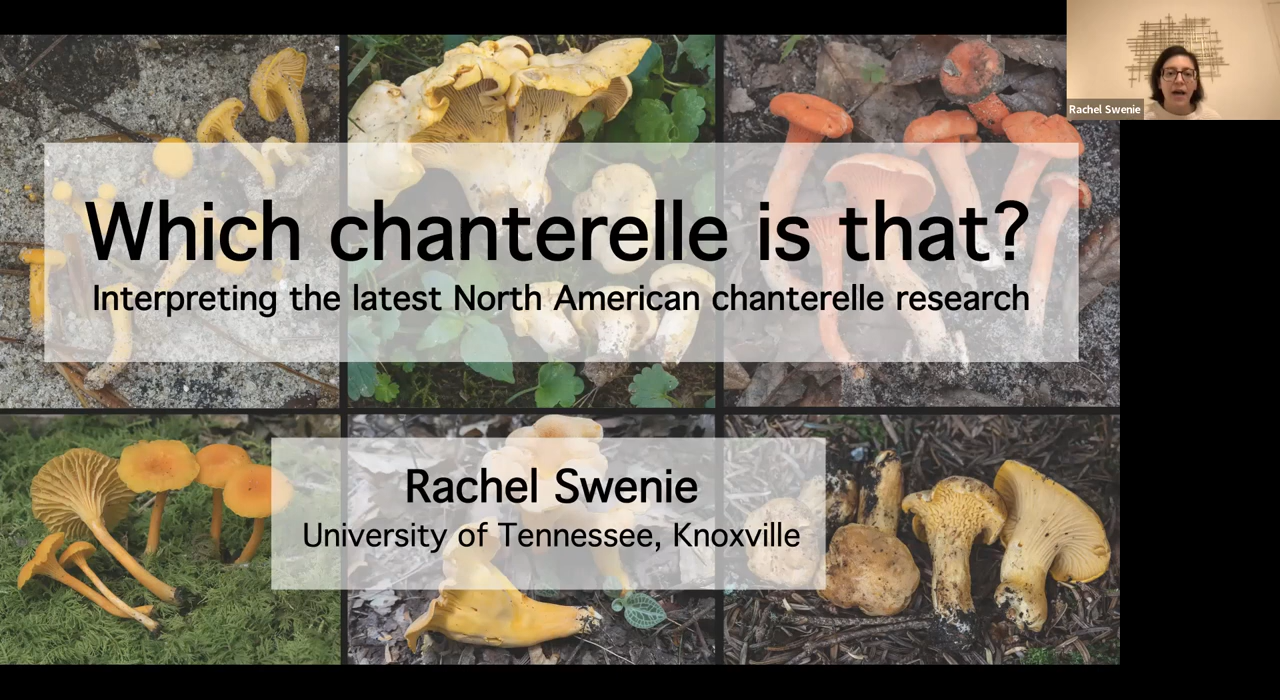 Rachel Swenie
Which chanterelle is that?
Interpreting the latest North American chanterelle research
Rachel Swenie
University of Tennessee, Knoxville